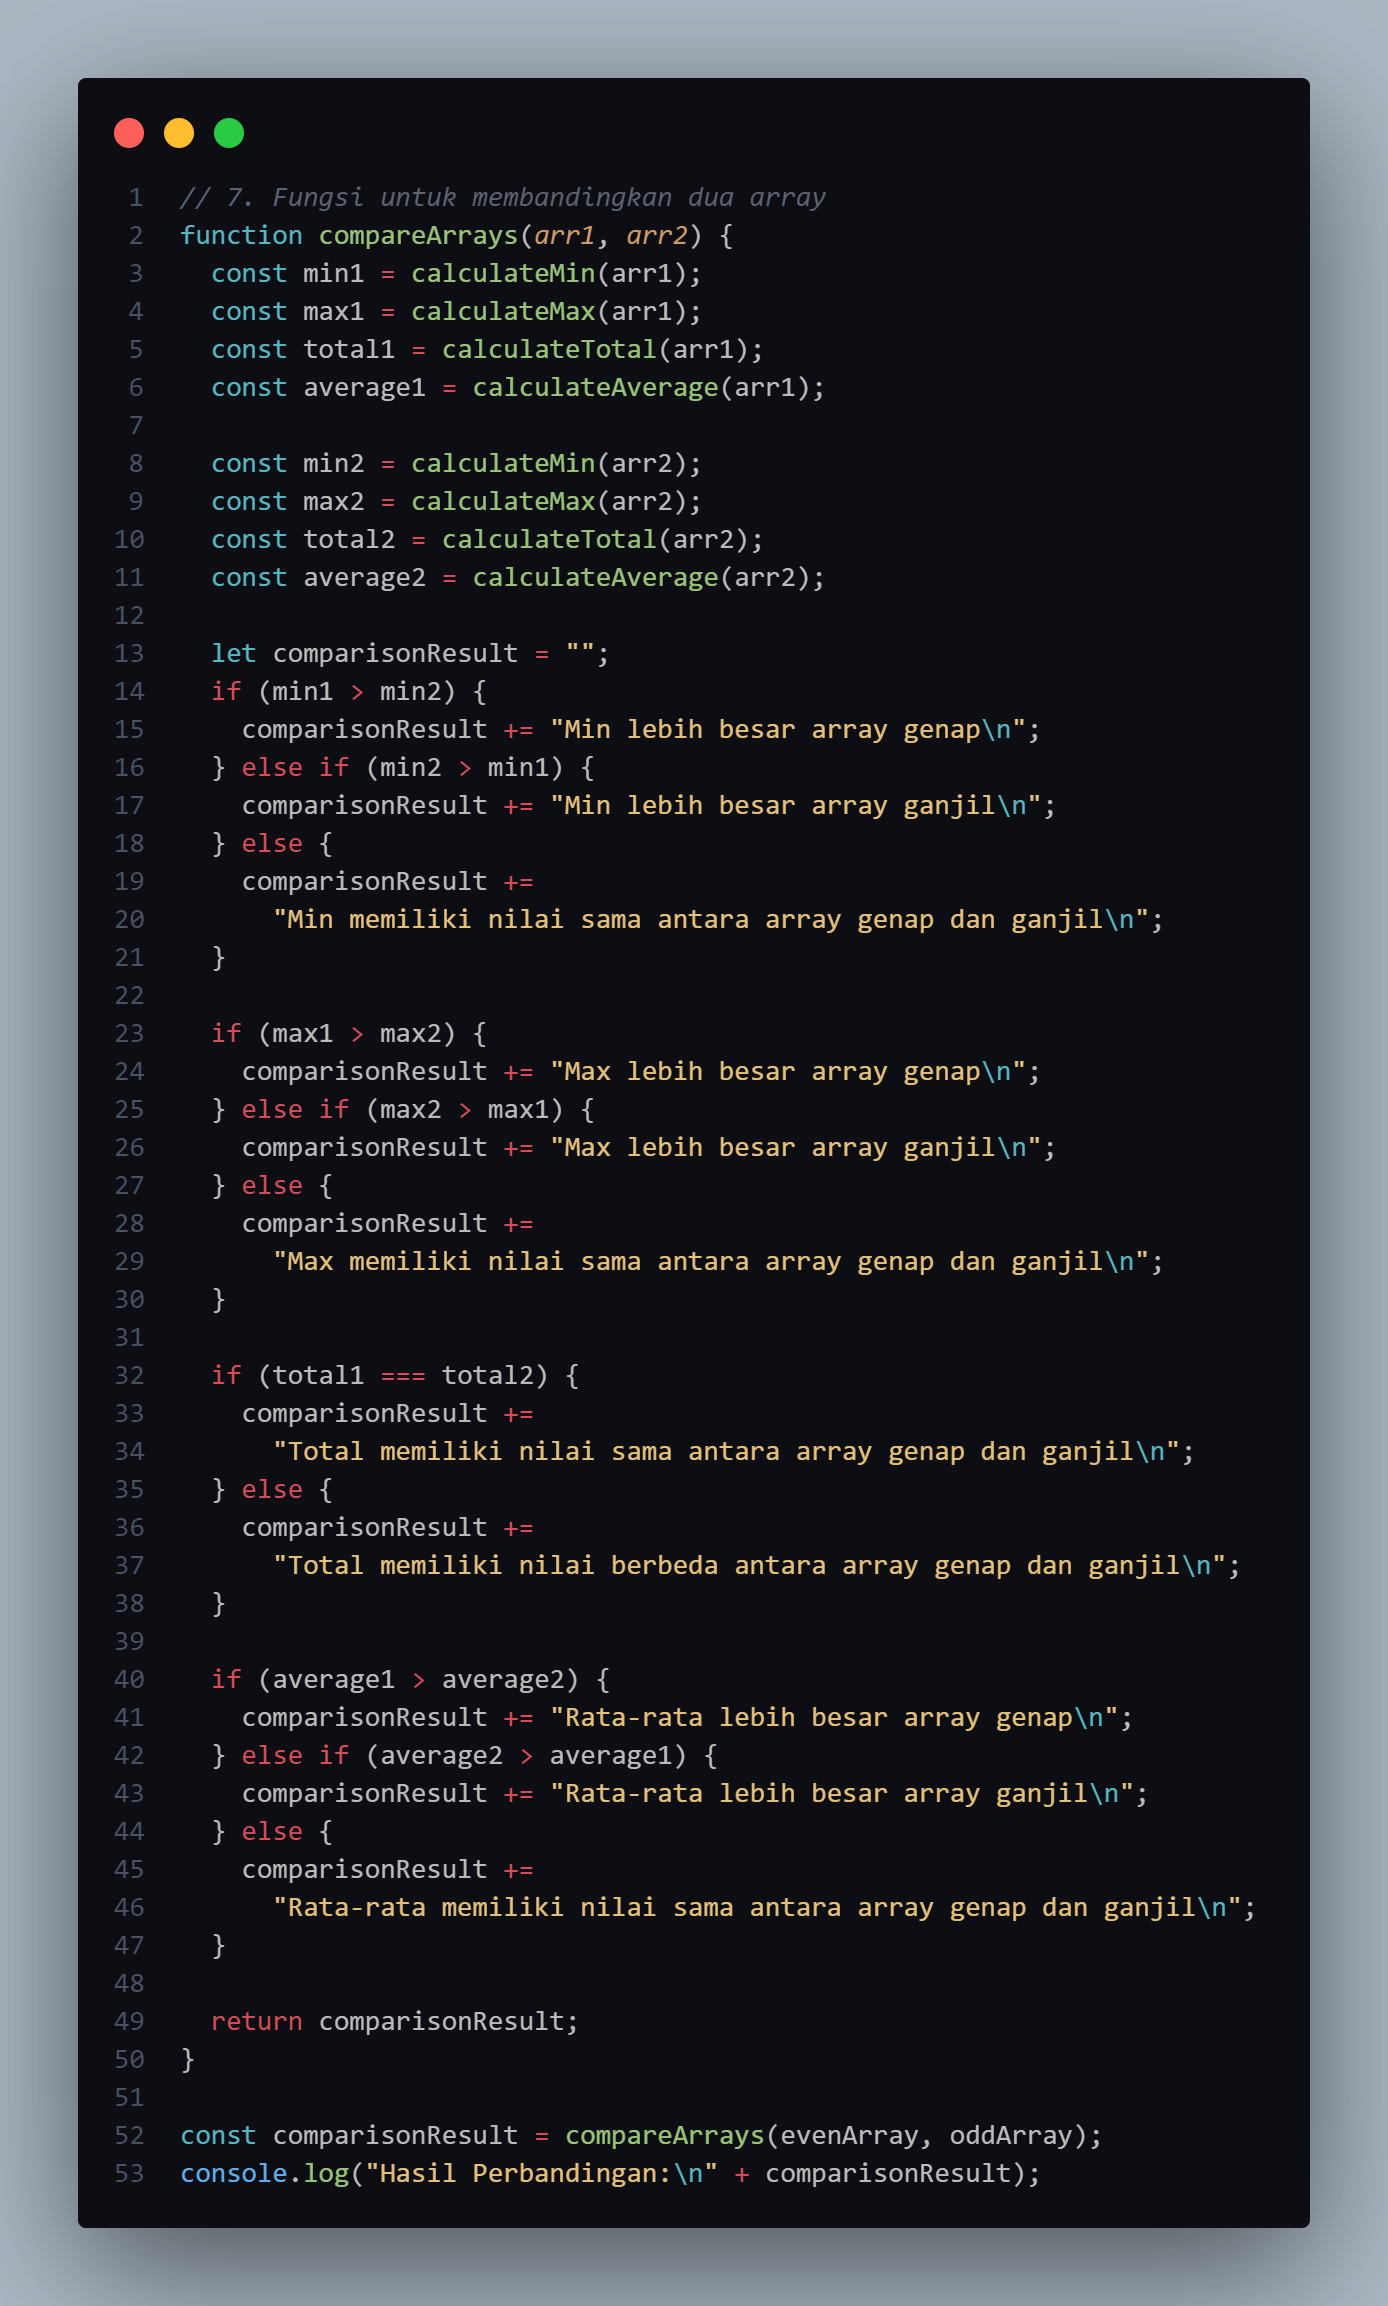 1 // 7. Fungsi untuk membandingkan dua array
2 function compareArrays(arr1, arr2) {
3   const min1 = calculateMin(arr1);
4   const max1 = calculateMax(arr1);
5   const total1 = calculateTotal(arr1);
6   const average1 = calculateAverage(arr1);
7
8   const min2 = calculateMin(arr2);
9   const max2 = calculateMax(arr2);
10   const total2 = calculateTotal(arr2);
11   const average2 = calculateAverage(arr2);
12
13   let comparisonResult = "";
14   if (min1 > min2) {
15     comparisonResult += "Min lebih besar array genap\n";
16   } else if (min2 > min1) {
17     comparisonResult += "Min lebih besar array ganjil\n";
18   } else {
19     comparisonResult +=
20       "Min memiliki nilai sama antara array genap dan ganjil\n";
21   }
22
23   if (max1 > max2) {
24     comparisonResult += "Max lebih besar array genap\n";
25   } else if (max2 > max1) {
26     comparisonResult += "Max lebih besar array ganjil\n";
27   } else {
28     comparisonResult +=
29       "Max memiliki nilai sama antara array genap dan ganjil\n";
30   }
31
32   if (total1 === total2) {
33     comparisonResult +=
34       "Total memiliki nilai sama antara array genap dan ganjil\n";
35   } else {
36     comparisonResult +=
37       "Total memiliki nilai berbeda antara array genap dan ganjil\n";
38   }
39
40   if (average1 > average2) {
41     comparisonResult += "Rata-rata lebih besar array genap\n";
42   } else if (average2 > average1) {
43     comparisonResult += "Rata-rata lebih besar array ganjil\n";
44   } else {
45     comparisonResult +=
46       "Rata-rata memiliki nilai sama antara array genap dan ganjil\n";
47   }
48
49   return comparisonResult;
50 }
51
52 const comparisonResult = compareArrays(evenArray, oddArray);
53 console.log("Hasil Perbandingan:\n" + comparisonResult);